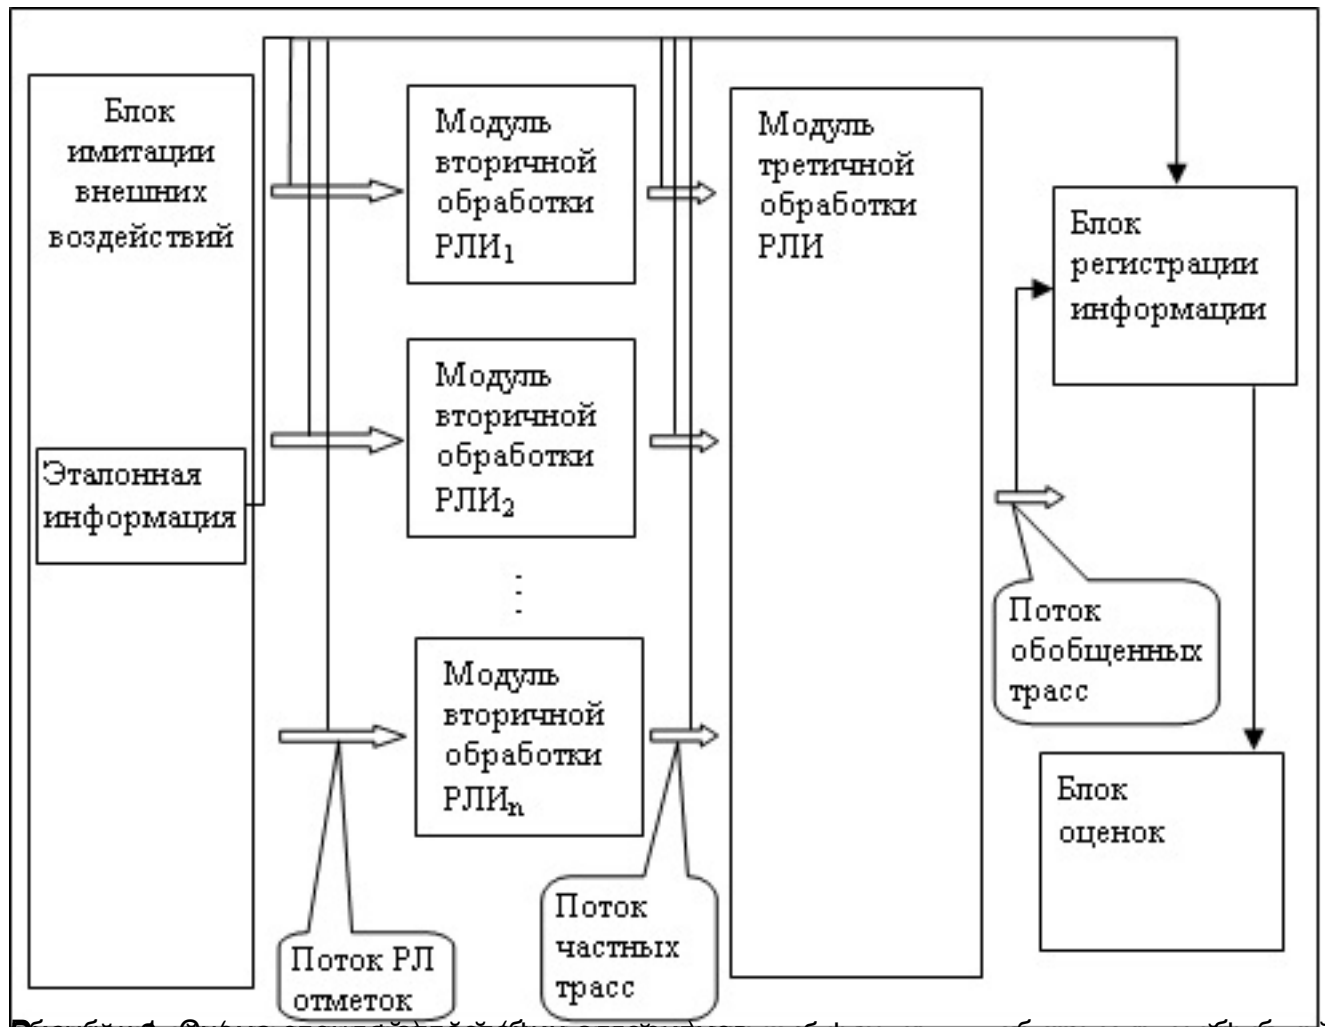 Блок
имитации
внешних
воздействий
Эталонная
информация
Модуль
вторичной
обработки
РЛИ1
Модуль
вторичной
обработки
РЛИ2
Модуль
вторичной
обработки
РЛИn
Модуль
третичной
обработки
РЛИ
Блок
регистрации
информации
Поток
обобщенных
трасс
Блок
оценок
Поток РЛ
отметок
Поток
частных
трасс